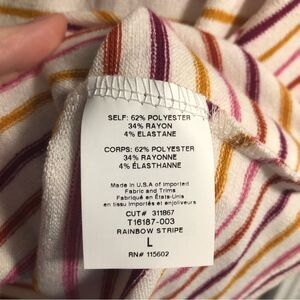 SELF: 62% POLYESTER
34% RAYON
4% ELASTANE
CORPS: 62% POLYESTER
34% RAYONNE
4% ÉLASTHANNE
Made in U.S.A of Imported
Fabric and Trims
Fabriqué en États-Unis
en tissu importés et enjoliveurs
CUT# 311867
T16187-003
RAINBOW STRIPE
L
RN# 115602